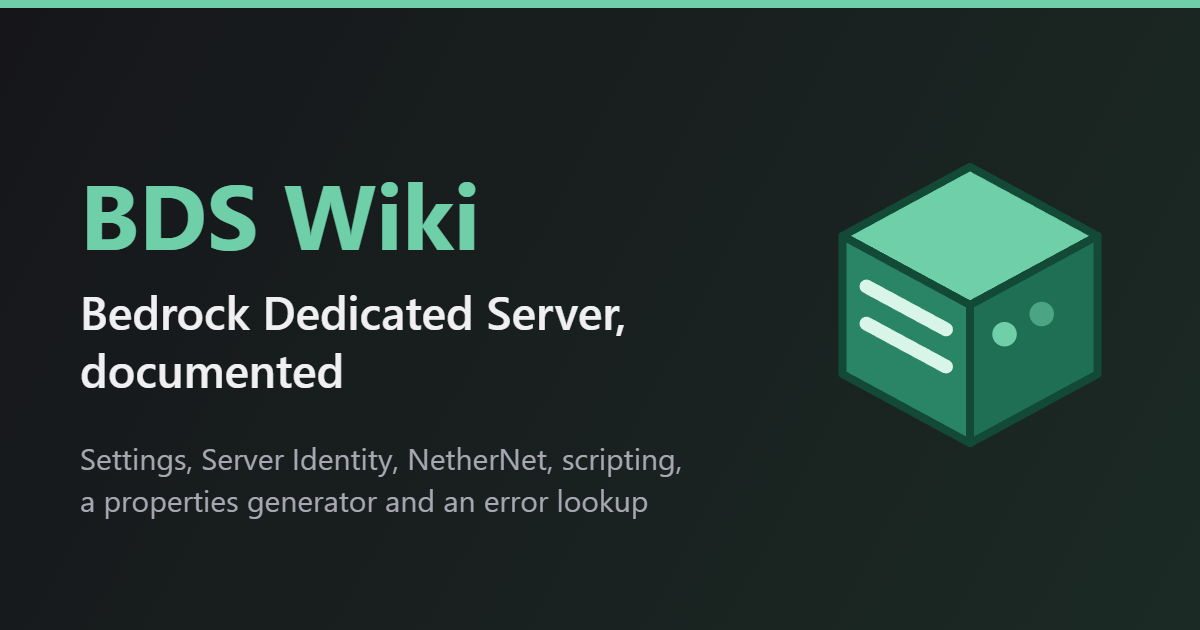 BDS Wiki
Bedrock Dedicated Server,
documented
Settings, Server Identity, NetherNet, scripting,
a properties generator and an error lookup